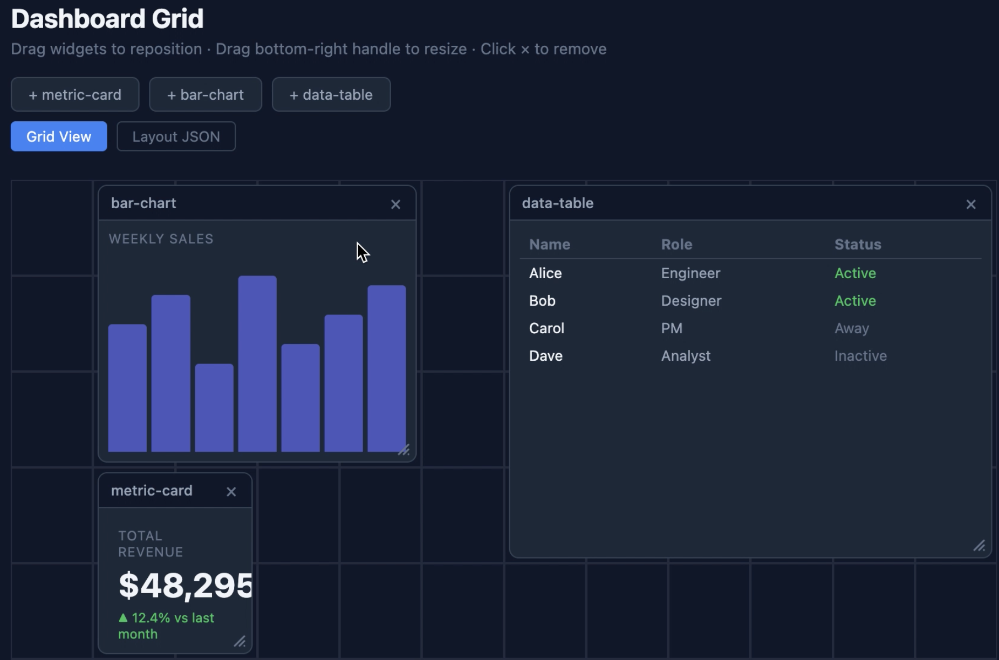 Dashboard Grid
Drag widgets to reposition · Drag bottom-right handle to resize · Click × to remove
+ metric-card
+ bar-chart
+ data-table
Grid View
Layout JSON
bar-chart ×
WEEKLY SALES
data-table ×
Name Role Status
Alice Engineer Active
Bob Designer Active
Carol PM Away
Dave Analyst Inactive
metric-card ×
TOTAL
REVENUE
$48,295
▲ 12.4% vs last
month